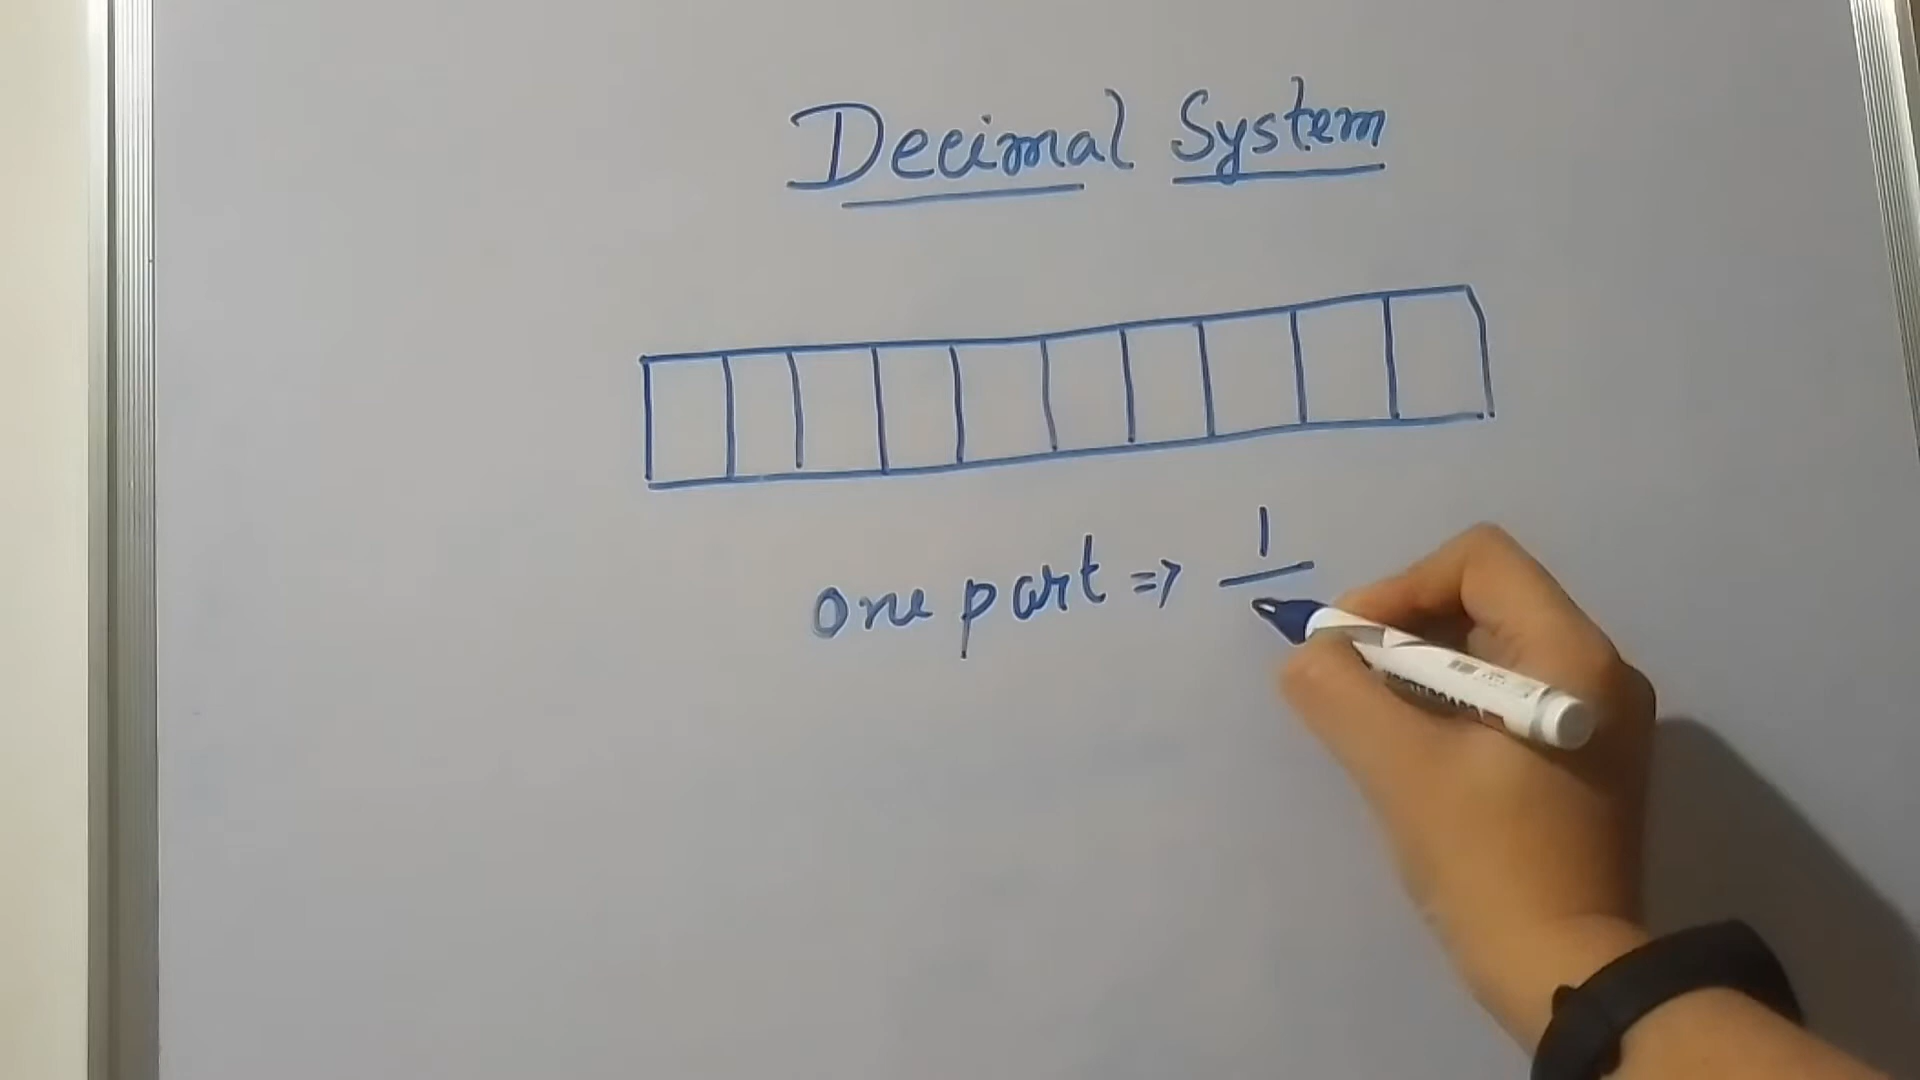 Decimal System
one part ⇒ 1/